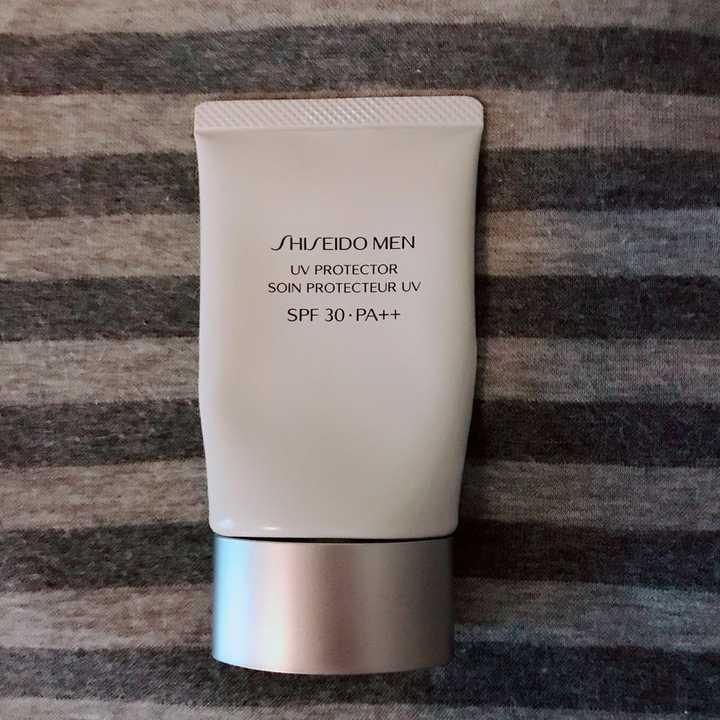 SHISEIDO MEN
UV PROTECTOR
SOIN PROTECTEUR UV
SPF 30·PA++